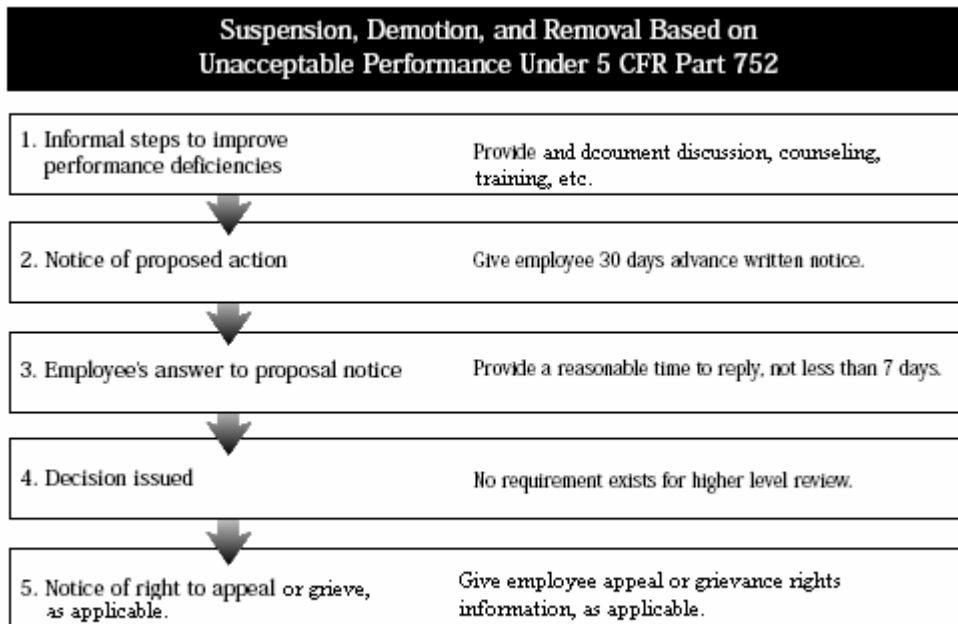 Suspension, Demotion, and Removal Based on
Unacceptable Performance Under 5 CFR Part 752
1. Informal steps to improve
performance deficiencies
Provide and dcoument discussion, counseling,
training, etc.
2. Notice of proposed action
Give employee 30 days advance written notice.
3. Employee's answer to proposal notice
Provide a reasonable time to reply, not less than 7 days.
4. Decision issued
No requirement exists for higher level review.
5. Notice of right to appeal or grieve,
as applicable.
Give employee appeal or grievance rights
information, as applicable.